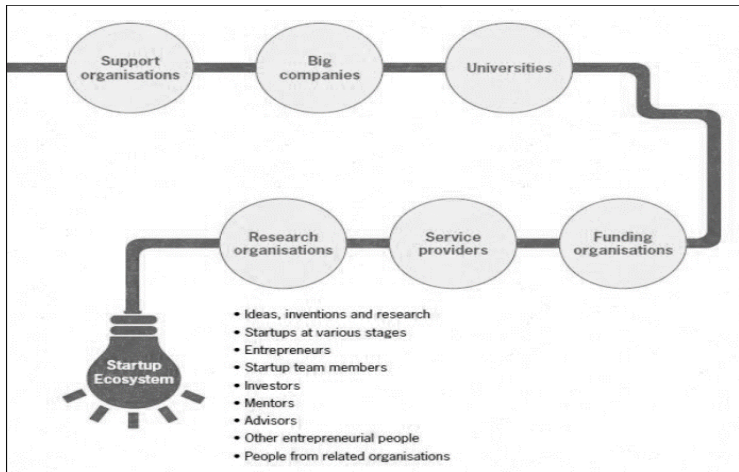 Support
organisations
Big
companies
Universities
Research
organisations
Service
providers
Funding
organisations
Startup
Ecosystem
• Ideas, inventions and research
• Startups at various stages
• Entrepreneurs
• Startup team members
• Investors
• Mentors
• Advisors
• Other entrepreneurial people
• People from related organisations